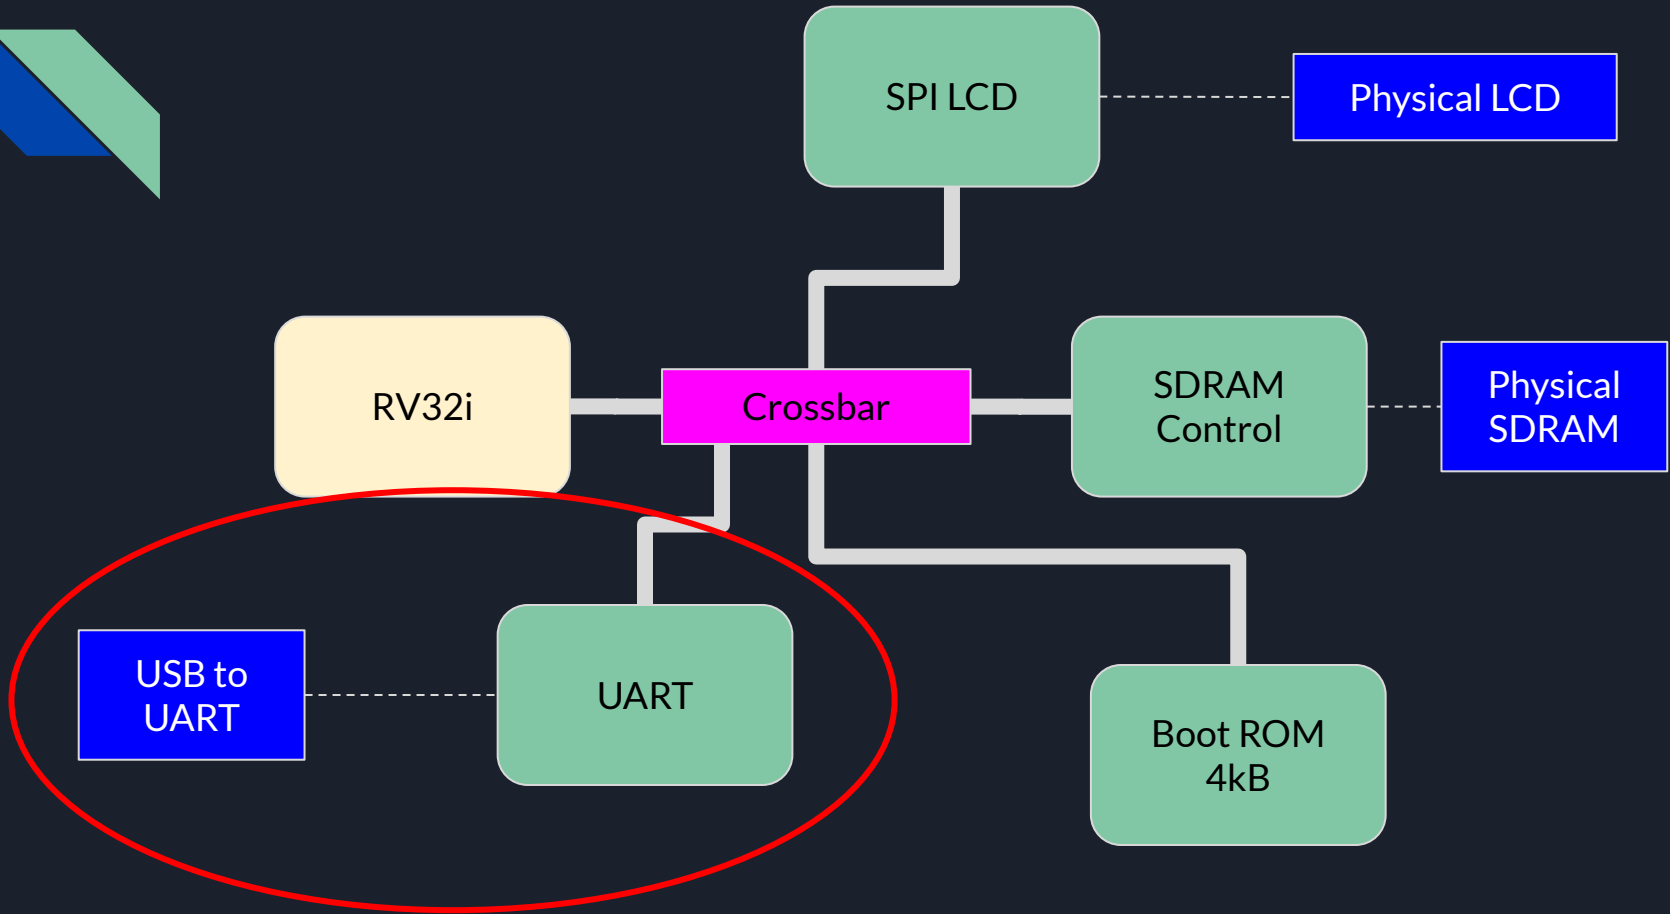 SPI LCD
Physical LCD
RV32i
Crossbar
SDRAM
Control
Physical
SDRAM
USB to
UART
UART
Boot ROM
4kB